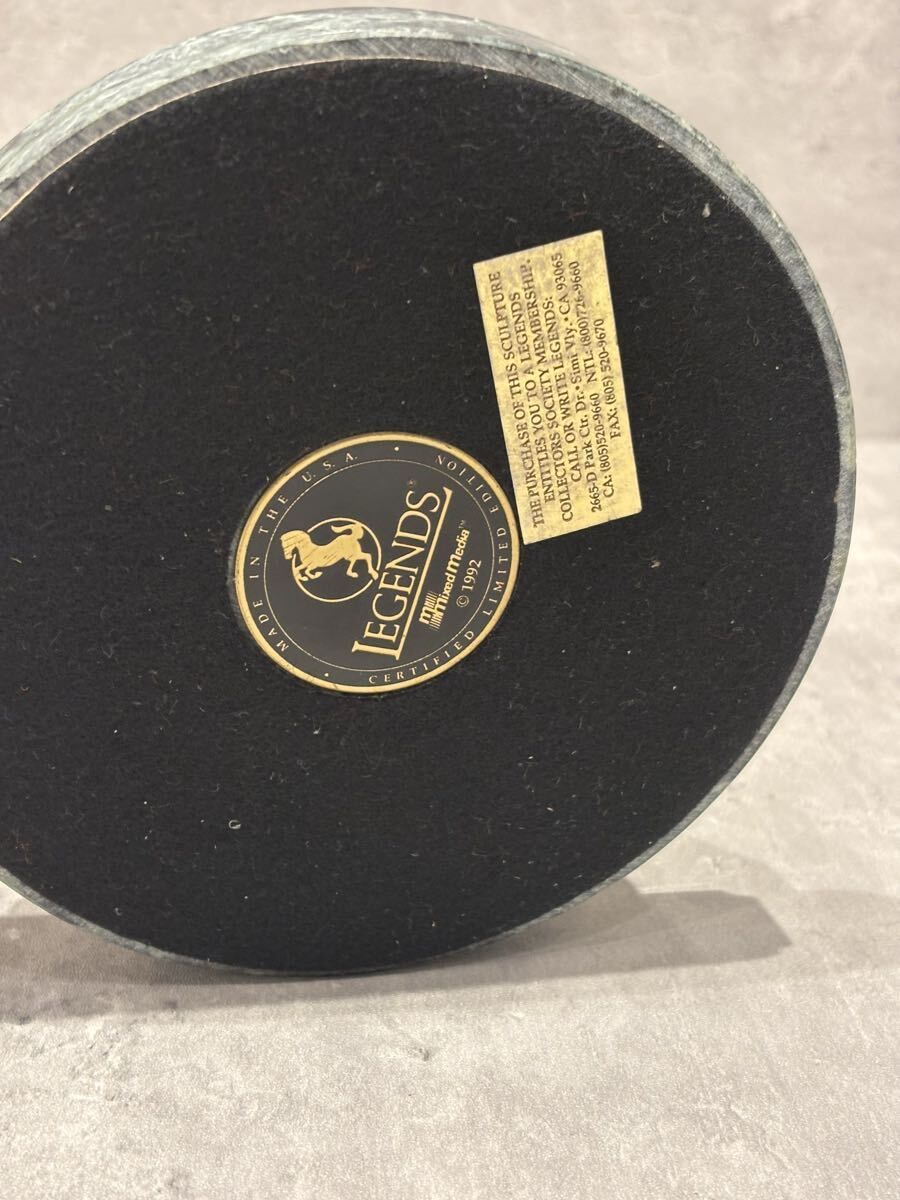 THE PURCHASE OF THIS SCULPTURE
ENTITLES YOU TO A LEGENDS
COLLECTORS SOCIETY MEMBERSHIP.
CALL OR WRITE LEGENDS:
2665-D Park Ctr. Dr.•Simi Vly.•CA 93065
CA: (805)520-9660 NTL: (800)726-9660
FAX: (805) 520-9670
MADE IN THE U.S.A. •
LEGENDS®
mixed media™
© 1992
• CERTIFIED LIMITED EDITION